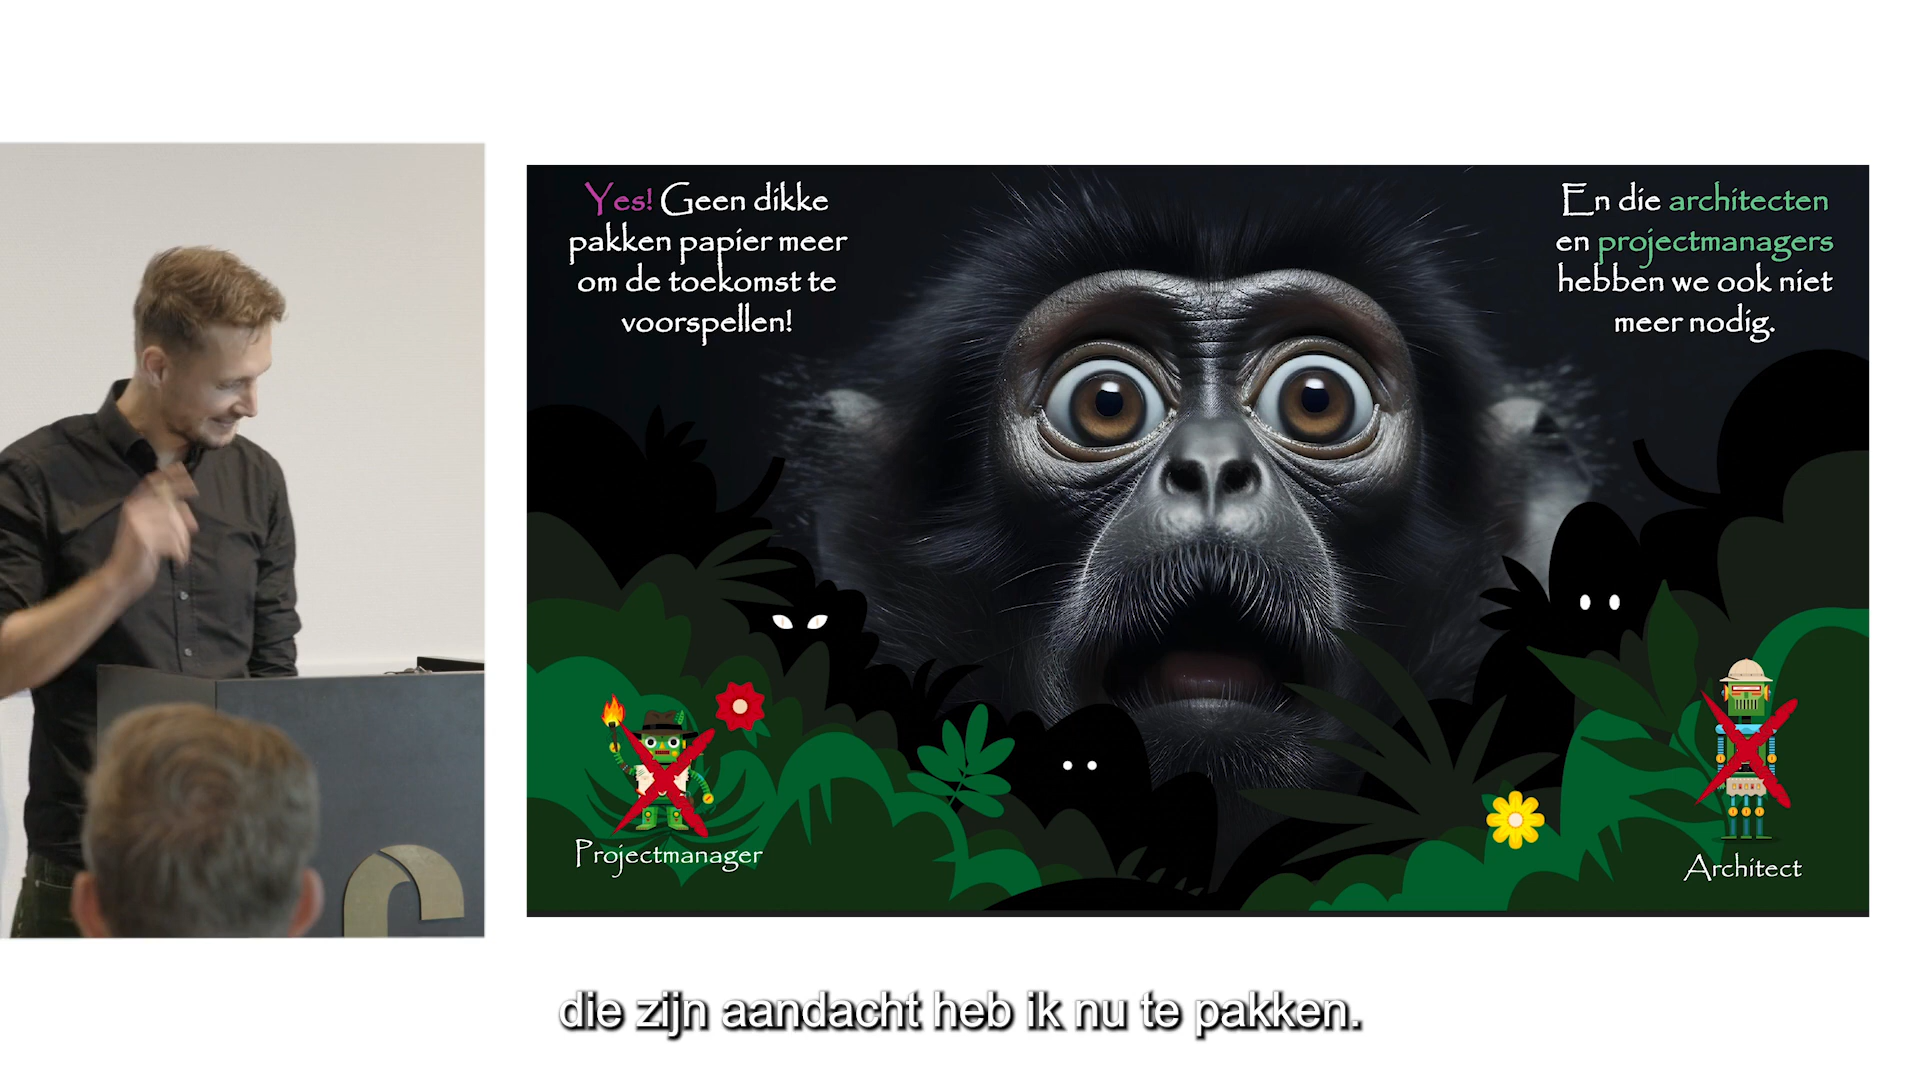 Yes! Geen dikke
pakken papier meer
om de toekomst te
voorspellen!
En die architecten
en projectmanagers
hebben we ook niet
meer nodig.
Projectmanager
Architect
die zijn aandacht heb ik nu te pakken.